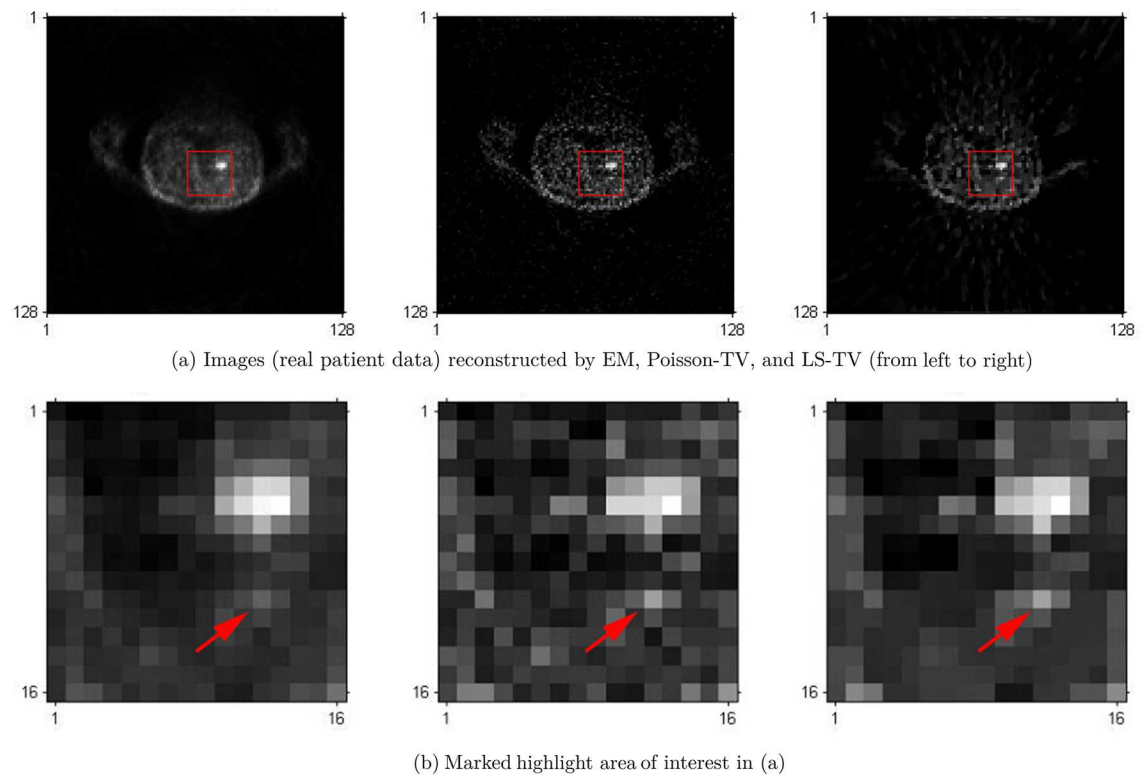 1 1 1
128 128 128
1 128 1 128 1 128
(a) Images (real patient data) reconstructed by EM, Poisson-TV, and LS-TV (from left to right)
1 1 1
16 16 16
1 16 1 16 1 16
(b) Marked highlight area of interest in (a)